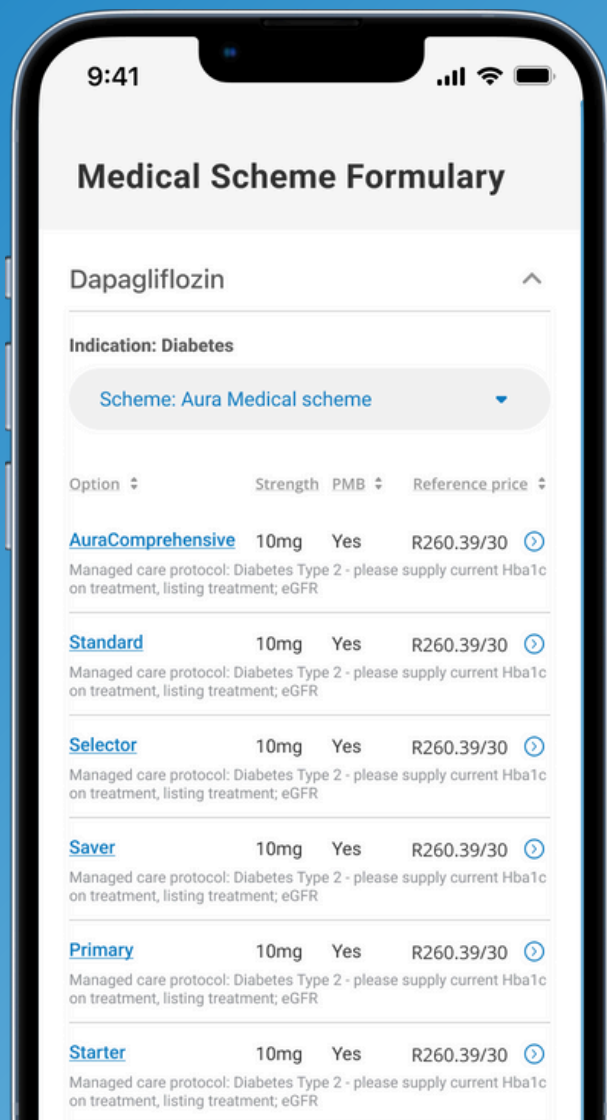 9:41
Medical Scheme Formulary
Dapagliflozin
Indication: Diabetes
Scheme: Aura Medical scheme
Option Strength PMB Reference price
AuraComprehensive 10mg Yes R260.39/30
Managed care protocol: Diabetes Type 2 - please supply current Hba1c
on treatment, listing treatment; eGFR
Standard 10mg Yes R260.39/30
Managed care protocol: Diabetes Type 2 - please supply current Hba1c
on treatment, listing treatment; eGFR
Selector 10mg Yes R260.39/30
Managed care protocol: Diabetes Type 2 - please supply current Hba1c
on treatment, listing treatment; eGFR
Saver 10mg Yes R260.39/30
Managed care protocol: Diabetes Type 2 - please supply current Hba1c
on treatment, listing treatment; eGFR
Primary 10mg Yes R260.39/30
Managed care protocol: Diabetes Type 2 - please supply current Hba1c
on treatment, listing treatment; eGFR
Starter 10mg Yes R260.39/30
Managed care protocol: Diabetes Type 2 - please supply current Hba1c
on treatment, listing treatment; eGFR